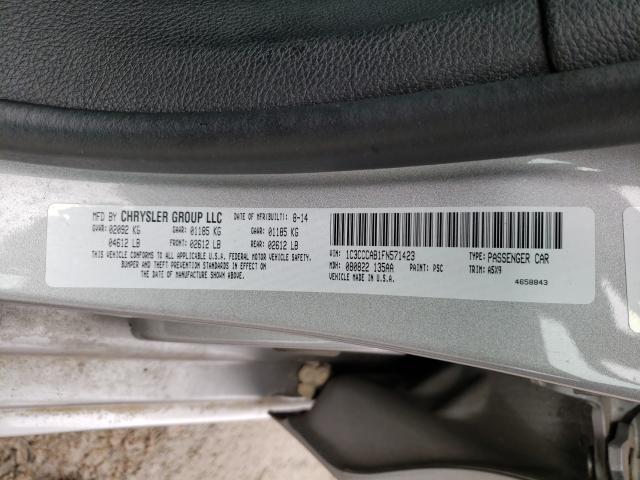 MFD BY CHRYSLER GROUP LLC DATE OF MFR(BUILT): 8-14
GVWR: 02092 KG GAWR: 01185 KG GAWR: 01185 KG
04612 LB FRONT: 02612 LB REAR: 02612 LB
THIS VEHICLE CONFORMS TO ALL APPLICABLE U.S.F.M.V.A. FEDERAL MOTOR VEHICLE SAFETY,
BUMPER AND THEFT PREVENTION STANDARDS IN EFFECT ON
THE DATE OF MANUFACTURE SHOWN ABOVE.
VIN: 1C3CCCAB1FN571423 TYPE: PASSENGER CAR
MDH: 080822 135AA PAINT: PSC TRIM: A5X9
VEHICLE MADE IN U.S.A. 4658843